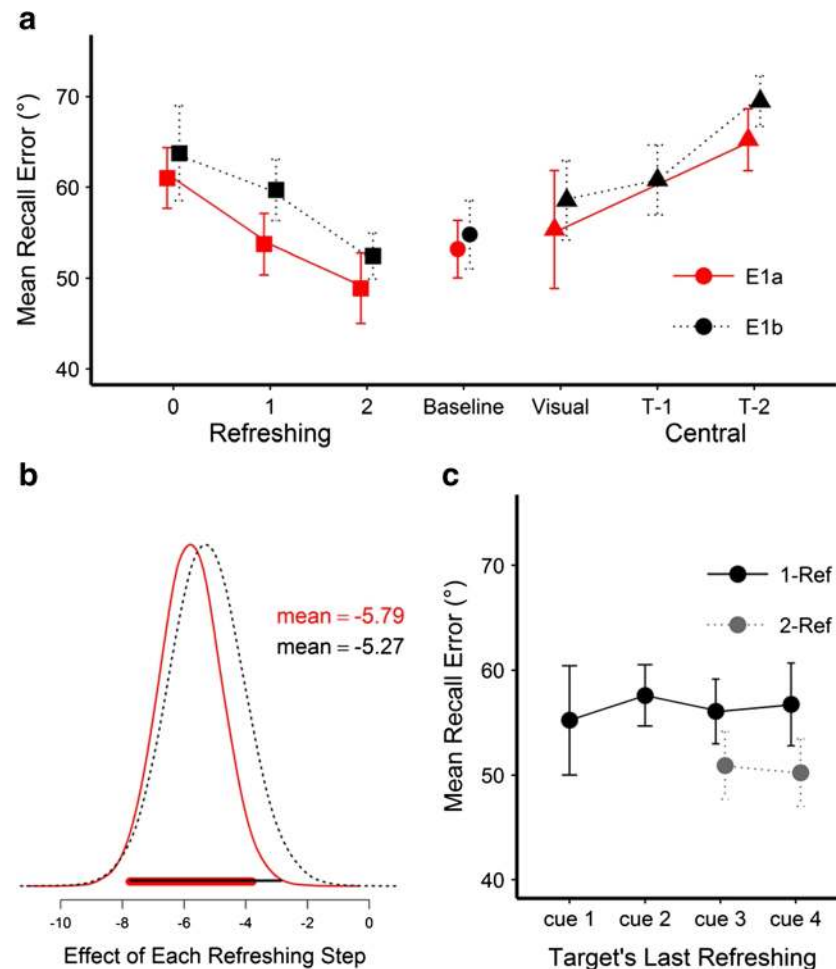 a
Mean Recall Error (°)
70
60
50
40
E1a
E1b
0 1 2 Baseline Visual T-1 T-2
Refreshing Central
b
mean = -5.79
mean = -5.27
-10 -8 -6 -4 -2 0
Effect of Each Refreshing Step
c
Mean Recall Error (°)
70
60
50
40
1-Ref
2-Ref
cue 1 cue 2 cue 3 cue 4
Target's Last Refreshing